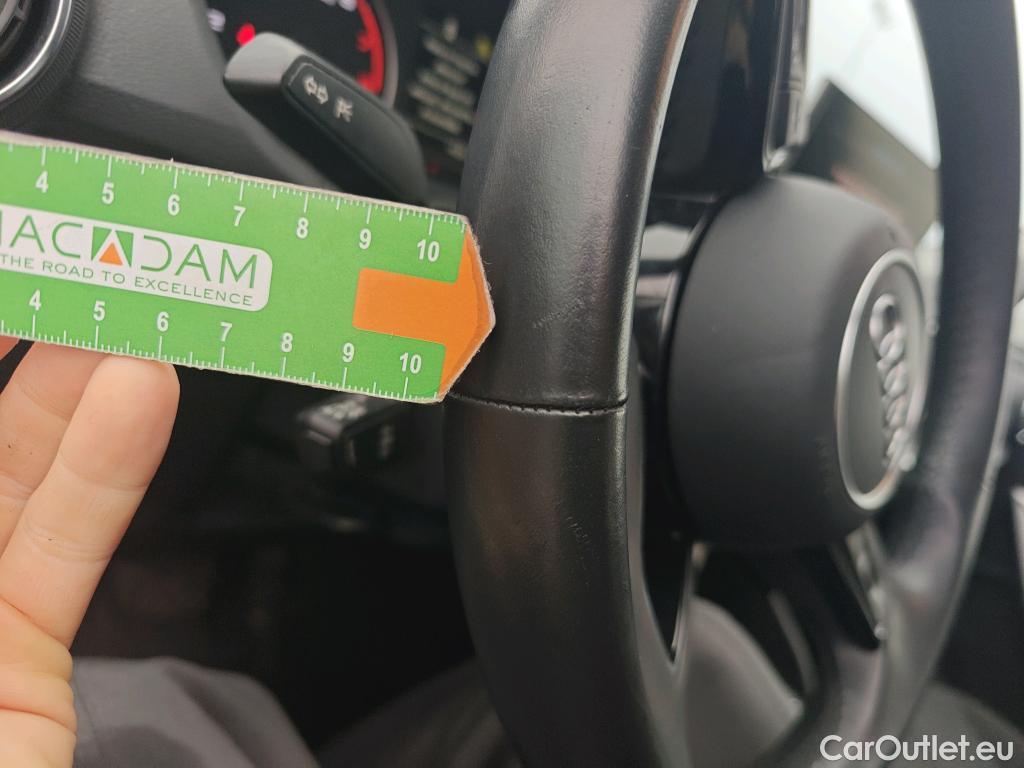 4 5 6 7 8 9 10
MACADAM
THE ROAD TO EXCELLENCE
4 5 6 7 8 9 10
CarOutlet.eu